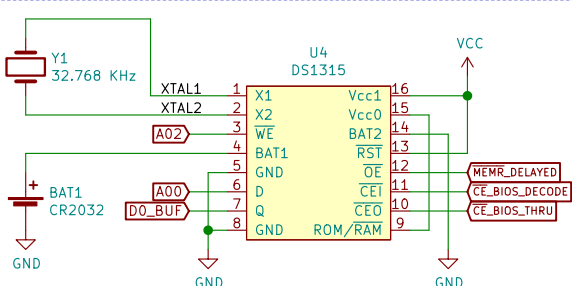 U4
DS1315
VCC
Y1
32.768 KHz
XTAL1
XTAL2
1 X1 Vcc1 16
2 X2 Vcc0 15
A02 3 WE BAT2 14
4 BAT1 RST 13
5 GND OE 12 MEMR_DELAYED
A00 6 D CEI 11 CE_BIOS_DECODE
D0_BUF 7 Q CEO 10 CE_BIOS_THRU
8 GND ROM/RAM 9
+
BAT1
CR2032
GND
GND
GND